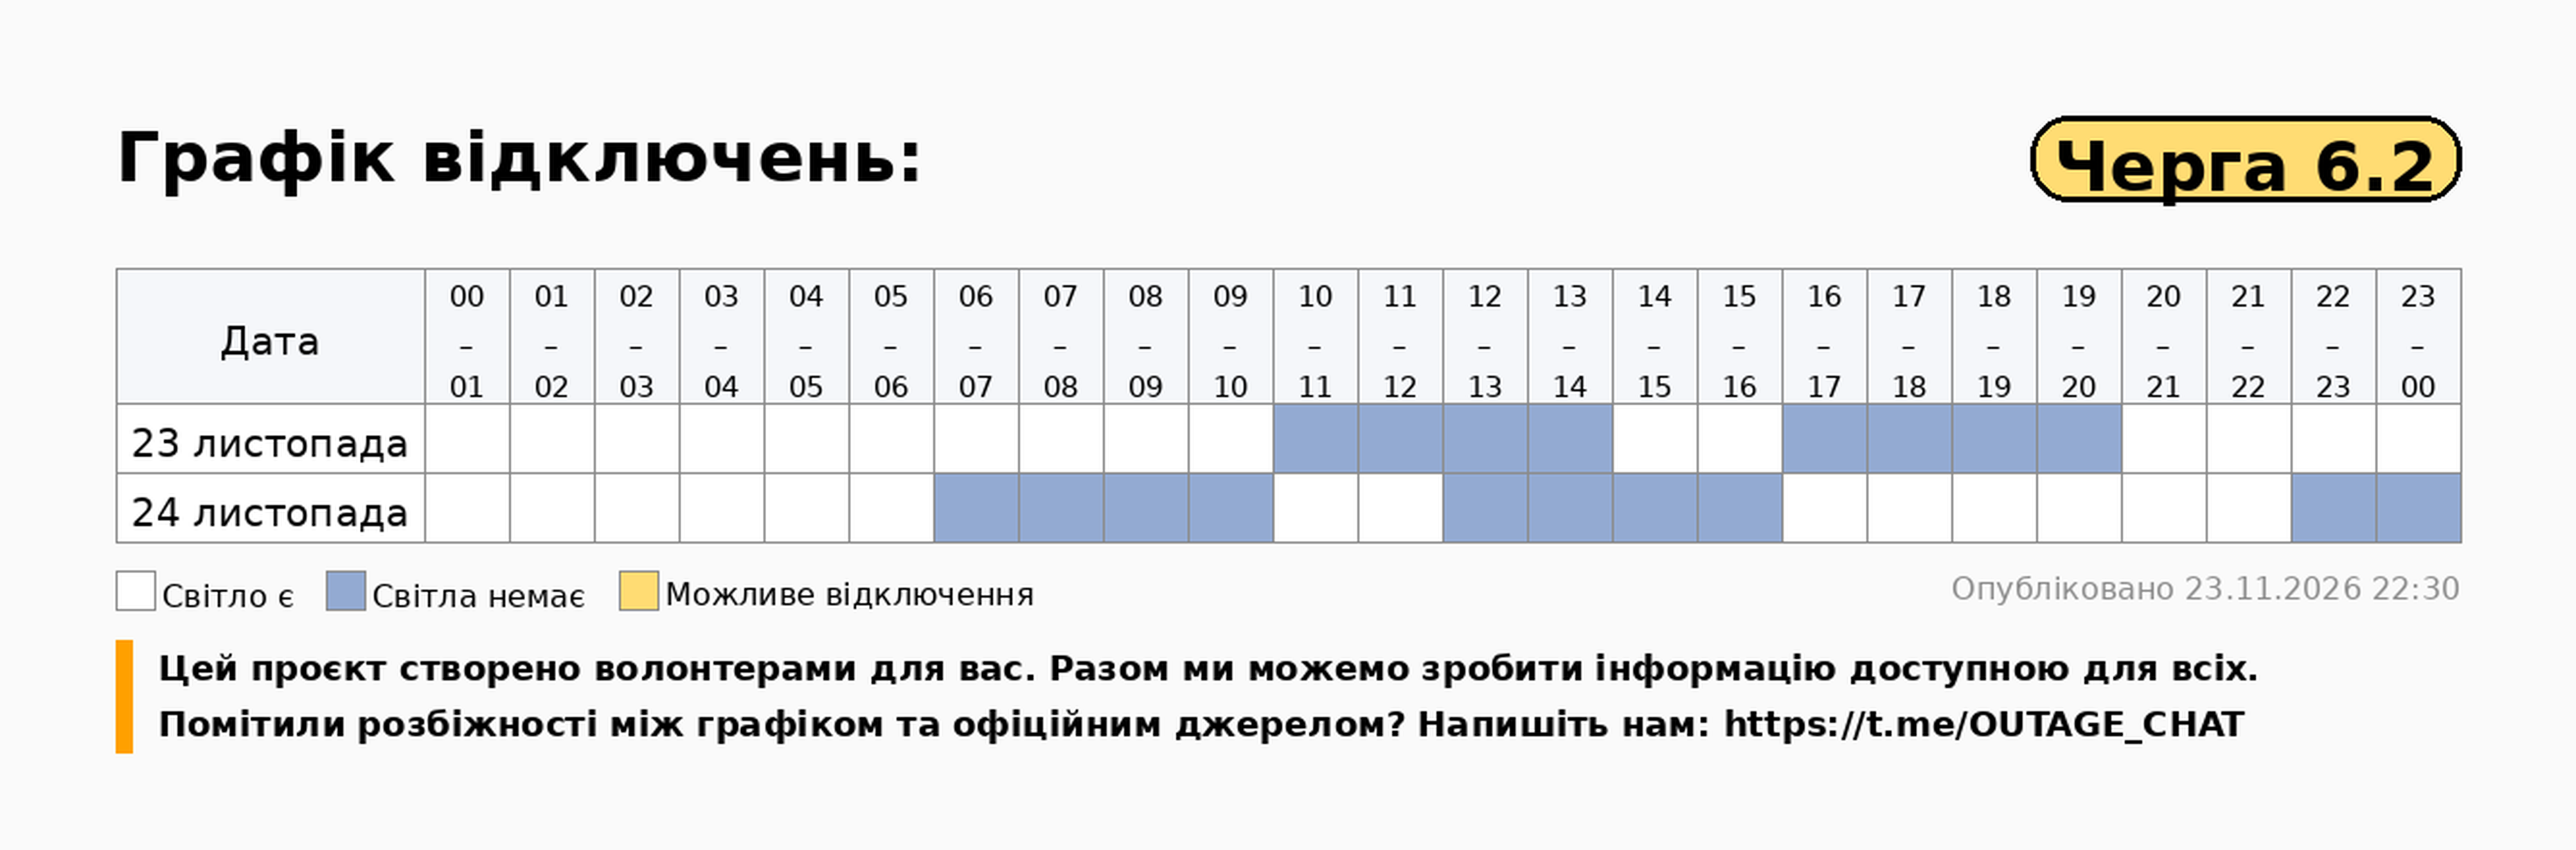 Графік відключень:
Черга 6.2
Дата 00 – 01 01 – 02 02 – 03 03 – 04 04 – 05 05 – 06 06 – 07 07 – 08 08 – 09 09 – 10 10 – 11 11 – 12 12 – 13 13 – 14 14 – 15 15 – 16 16 – 17 17 – 18 18 – 19 19 – 20 20 – 21 21 – 22 22 – 23 23 – 00
23 листопада
24 листопада
Світло є Світла немає Можливе відключення
Опубліковано 23.11.2026 22:30
Цей проєкт створено волонтерами для вас. Разом ми можемо зробити інформацію доступною для всіх.
Помітили розбіжності між графіком та офіційним джерелом? Напишіть нам: https://t.me/OUTAGE_CHAT